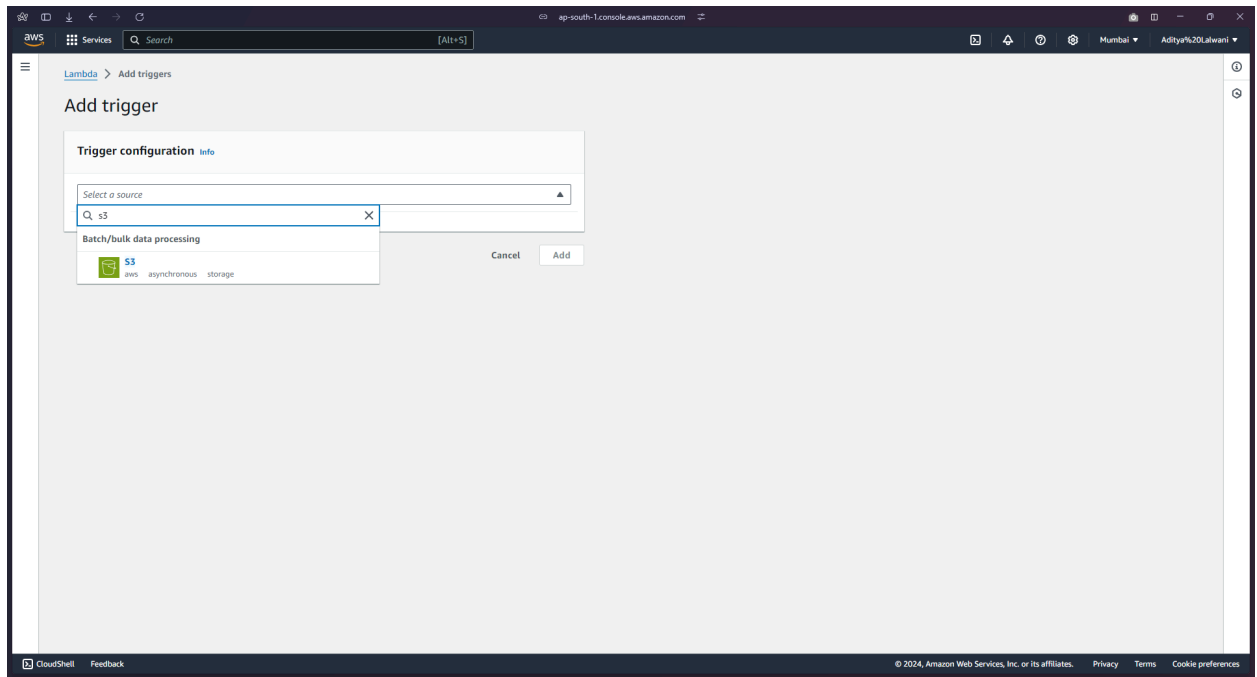 ap-south-1.console.aws.amazon.com
aws Services Search [Alt+S] Mumbai Aditya%20Lalwani
Lambda > Add triggers
Add trigger
Trigger configuration Info
Select a source
s3
Batch/bulk data processing
S3
aws asynchronous storage
Cancel Add
CloudShell Feedback © 2024, Amazon Web Services, Inc. or its affiliates. Privacy Terms Cookie preferences